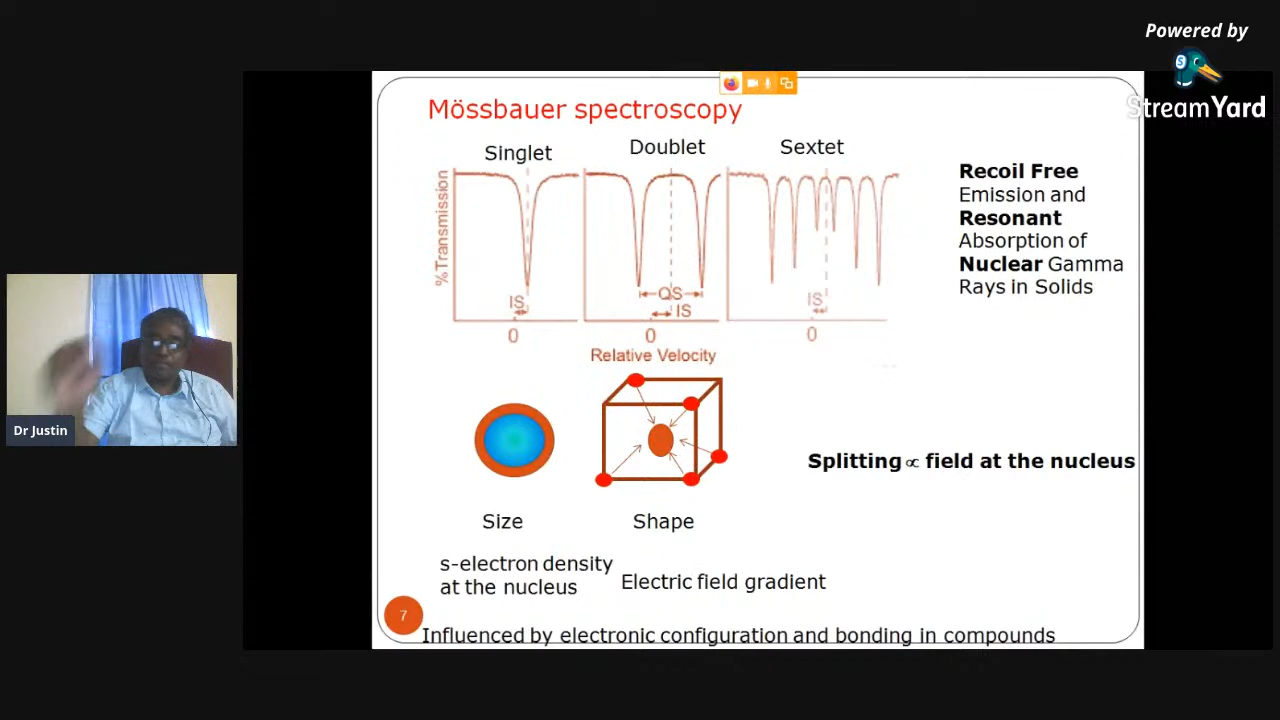 Powered by
StreamYard
Mössbauer spectroscopy
Singlet
Doublet
Sextet
%Transmission
IS
QS
IS
IS
0
0
0
Relative Velocity
Recoil Free
Emission and
Resonant
Absorption of
Nuclear Gamma
Rays in Solids
Dr Justin
Splitting ∝ field at the nucleus
Size
Shape
s-electron density
at the nucleus
Electric field gradient
7
Influenced by electronic configuration and bonding in compounds